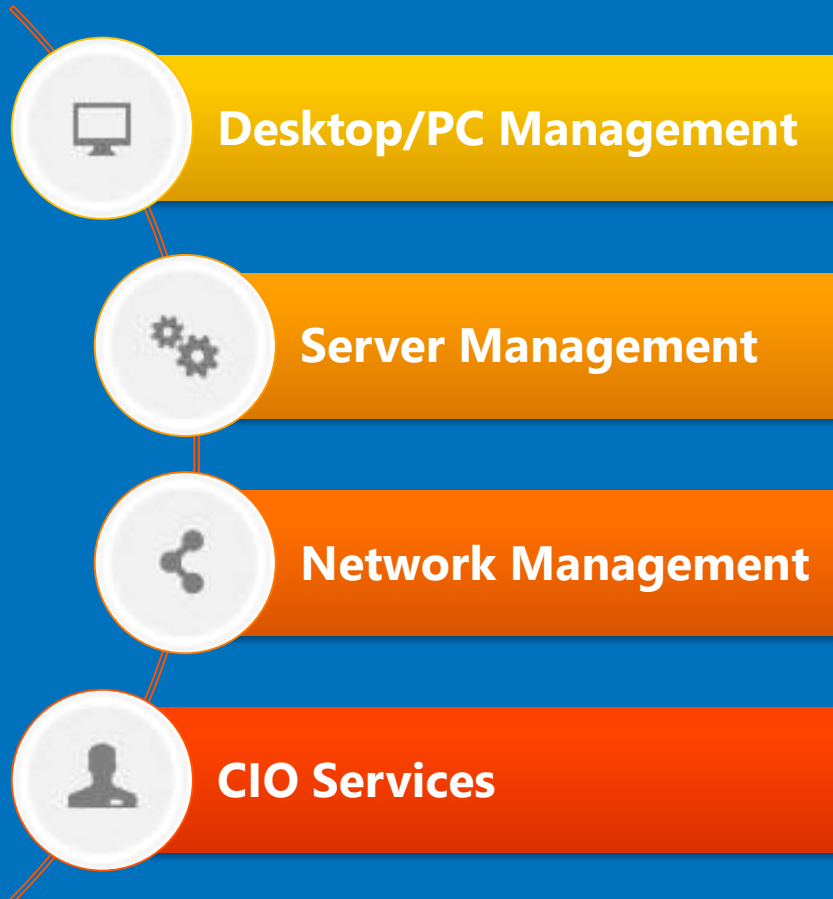 Desktop/PC Management
Server Management
Network Management
CIO Services